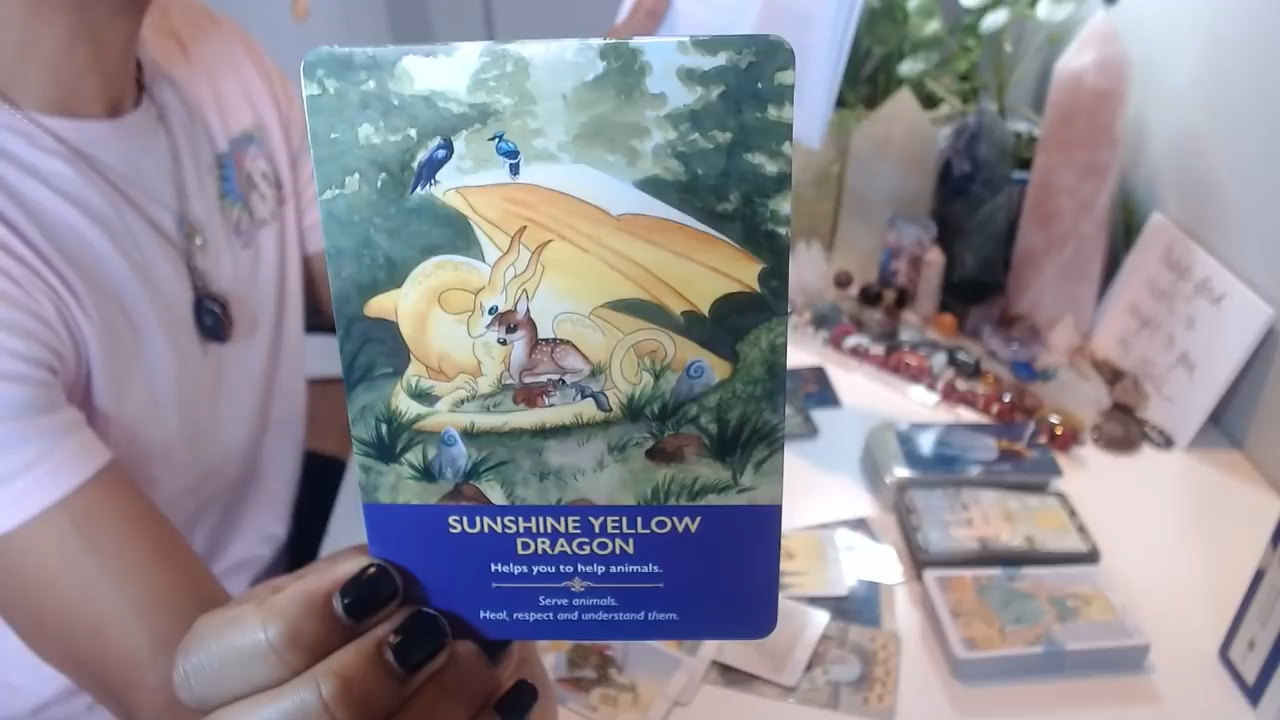 SUNSHINE YELLOW
DRAGON
Helps you to help animals.
Serve animals.
Heal, respect and understand them.